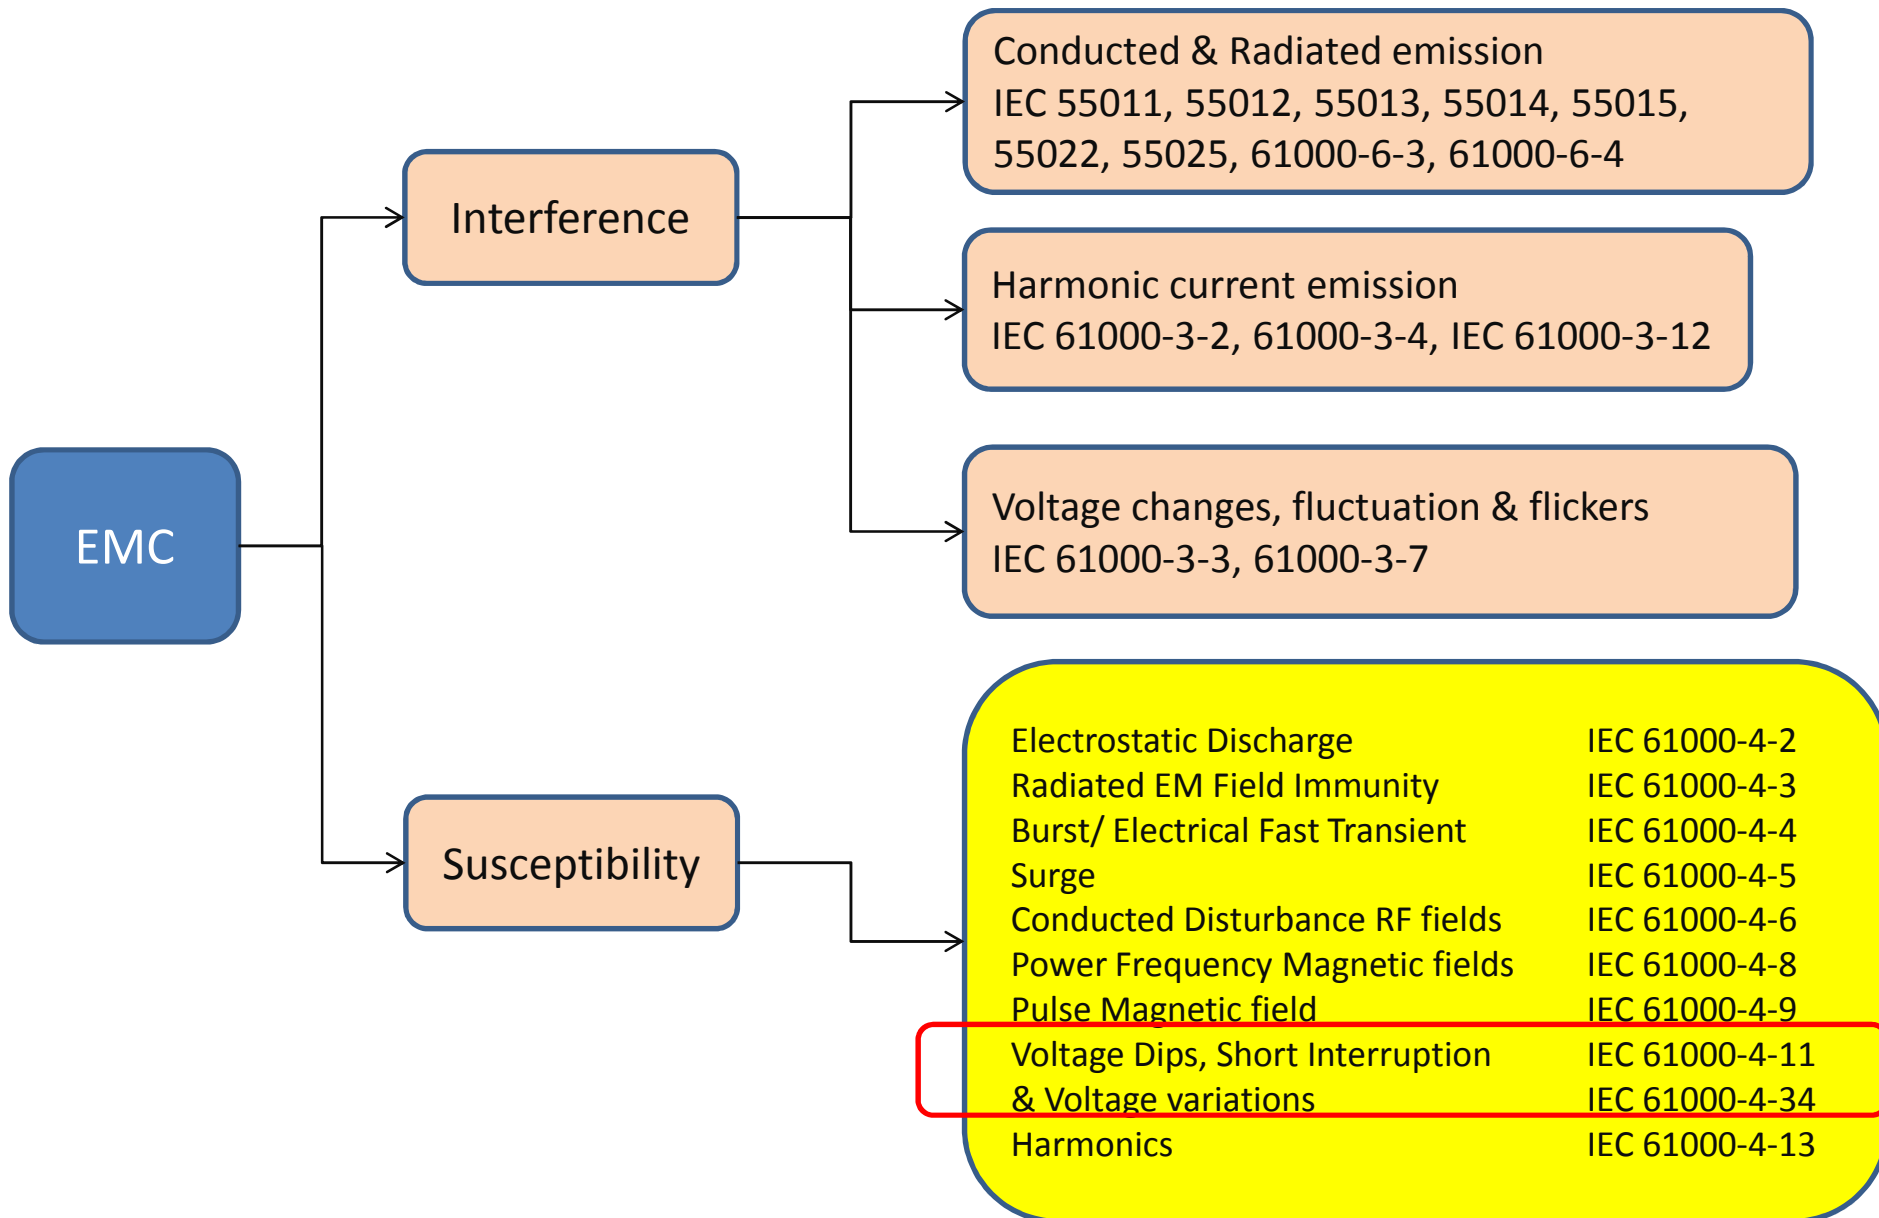 EMC
Interference
Conducted & Radiated emission
IEC 55011, 55012, 55013, 55014, 55015,
55022, 55025, 61000-6-3, 61000-6-4
Harmonic current emission
IEC 61000-3-2, 61000-3-4, IEC 61000-3-12
Voltage changes, fluctuation & flickers
IEC 61000-3-3, 61000-3-7
Susceptibility
Electrostatic Discharge IEC 61000-4-2
Radiated EM Field Immunity IEC 61000-4-3
Burst/ Electrical Fast Transient IEC 61000-4-4
Surge IEC 61000-4-5
Conducted Disturbance RF fields IEC 61000-4-6
Power Frequency Magnetic fields IEC 61000-4-8
Pulse Magnetic field IEC 61000-4-9
Voltage Dips, Short Interruption IEC 61000-4-11
& Voltage variations IEC 61000-4-34
Harmonics IEC 61000-4-13